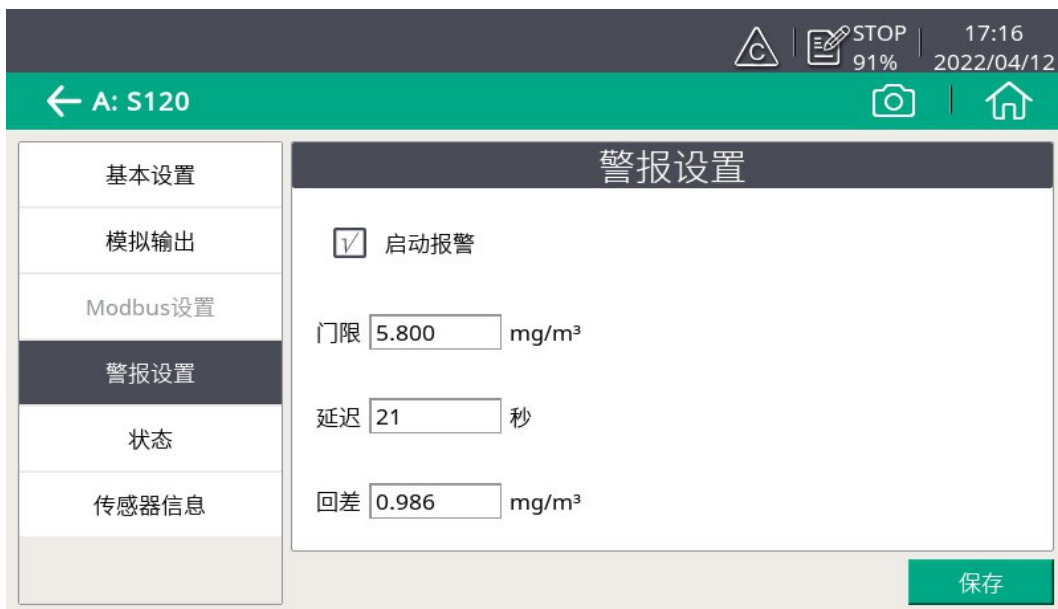 C
STOP
91%
17:16
2022/04/12
A: S120
基本设置
模拟输出
Modbus设置
警报设置
状态
传感器信息
警报设置
启动报警
门限 5.800 mg/m³
延迟 21 秒
回差 0.986 mg/m³
保存